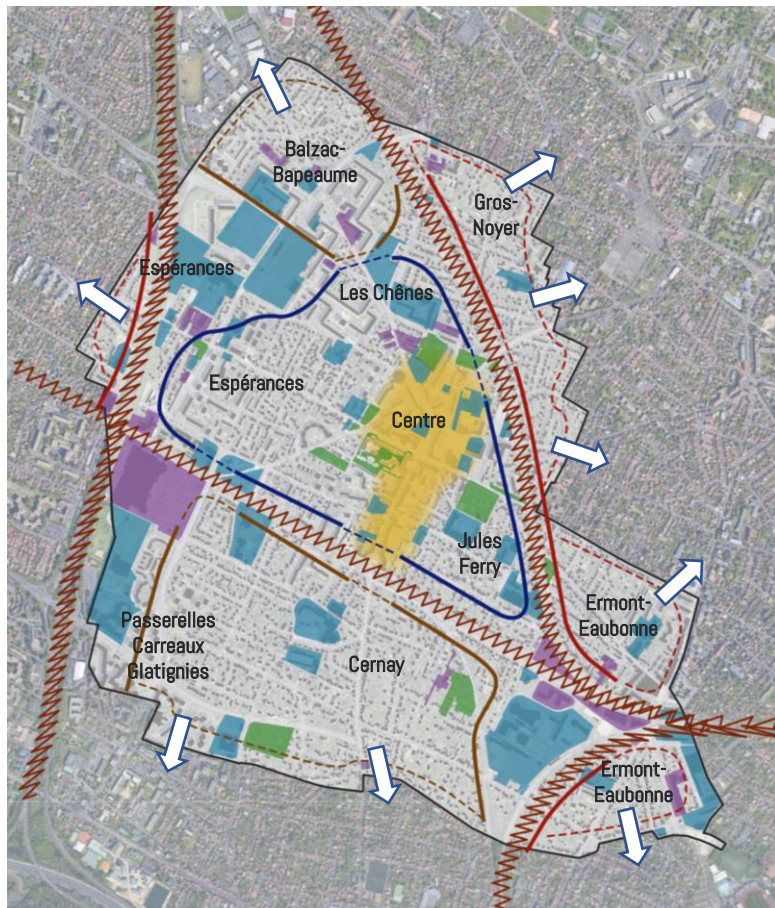 Balzac-
Bapeaume
Gros-
Noyer
Espérances
Les Chênes
Espérances
Centre
Jules
Ferry
Ermont-
Eaubonne
Passerelles
Carreaux
Glatignies
Cernay
Ermont-
Eaubonne